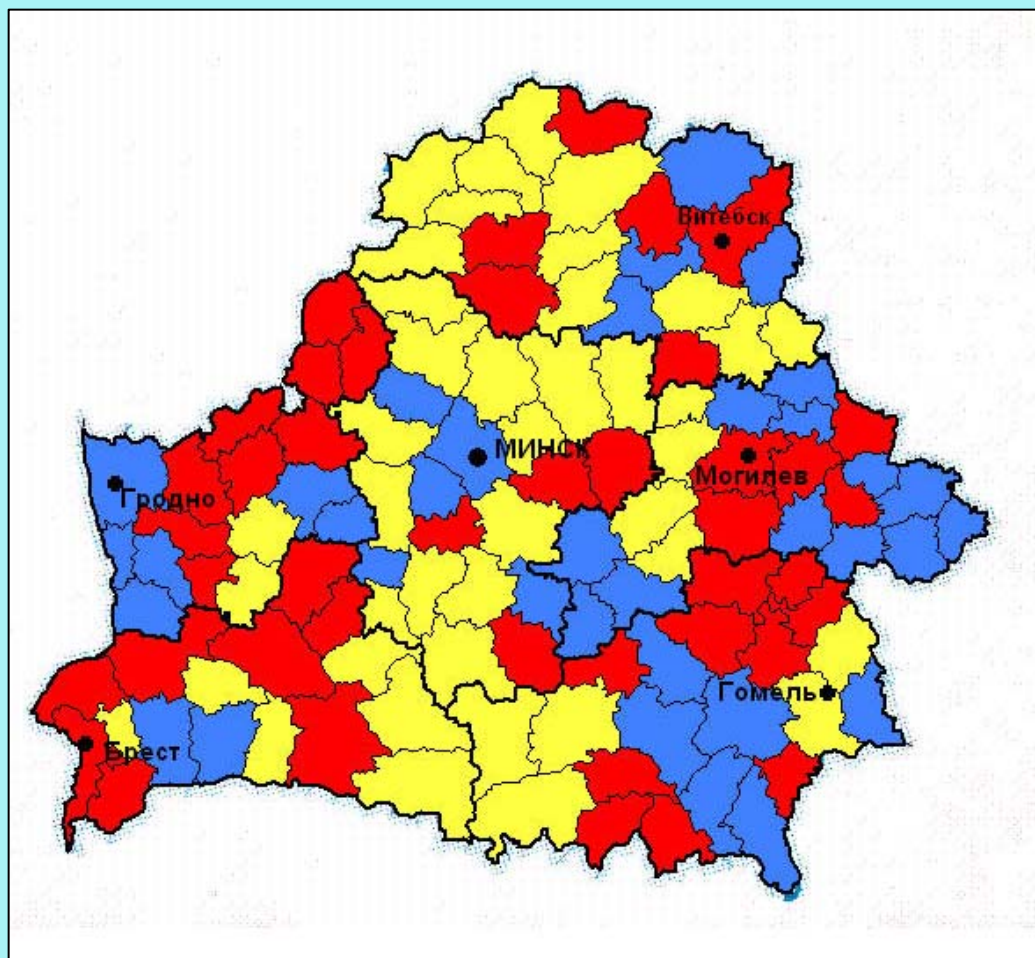 Витебск
МИНСК
Могилев
Гродно
Гомель
Брест